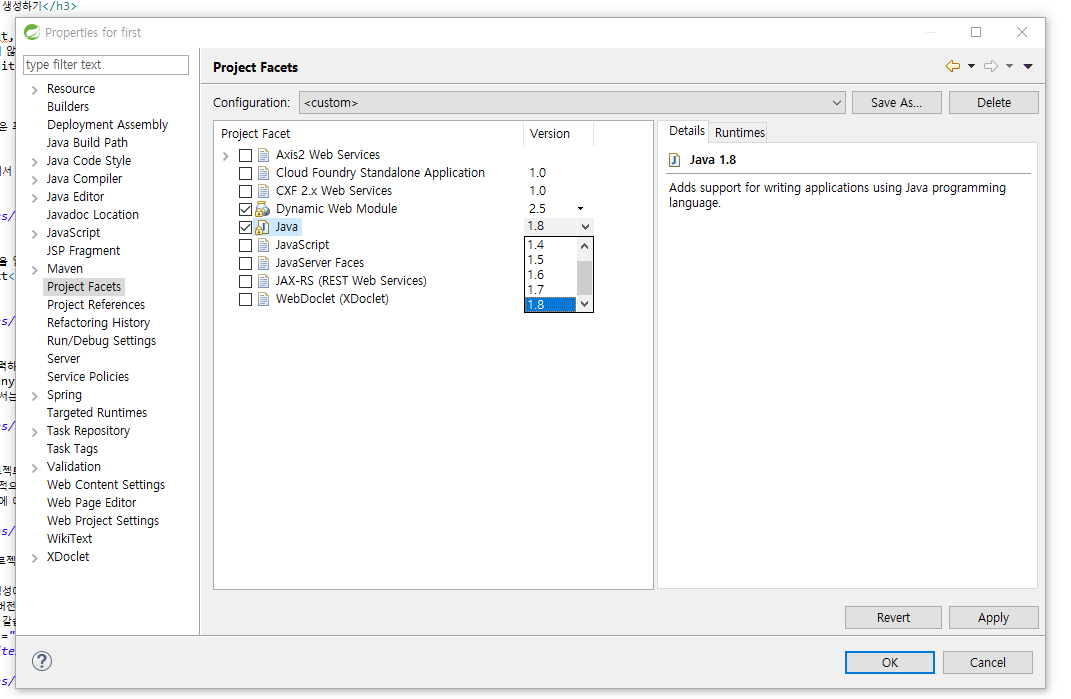 생성하기</h3>
Properties for first
type filter text
Resource
Builders
Deployment Assembly
Java Build Path
Java Code Style
Java Compiler
Java Editor
Javadoc Location
JavaScript
JSP Fragment
Maven
Project Facets
Project References
Refactoring History
Run/Debug Settings
Server
Service Policies
Spring
Targeted Runtimes
Task Repository
Task Tags
Validation
Web Content Settings
Web Page Editor
Web Project Settings
WikiText
XDoclet
Project Facets
Configuration: <custom> Save As... Delete
Project Facet Version
Axis2 Web Services
Cloud Foundry Standalone Application 1.0
CXF 2.x Web Services 1.0
Dynamic Web Module 2.5
Java 1.8
JavaScript
JavaServer Faces
JAX-RS (REST Web Services)
WebDoclet (XDoclet)
1.4
1.5
1.6
1.7
1.8
Details Runtimes
Java 1.8
Adds support for writing applications using Java programming
language.
Revert Apply
OK Cancel